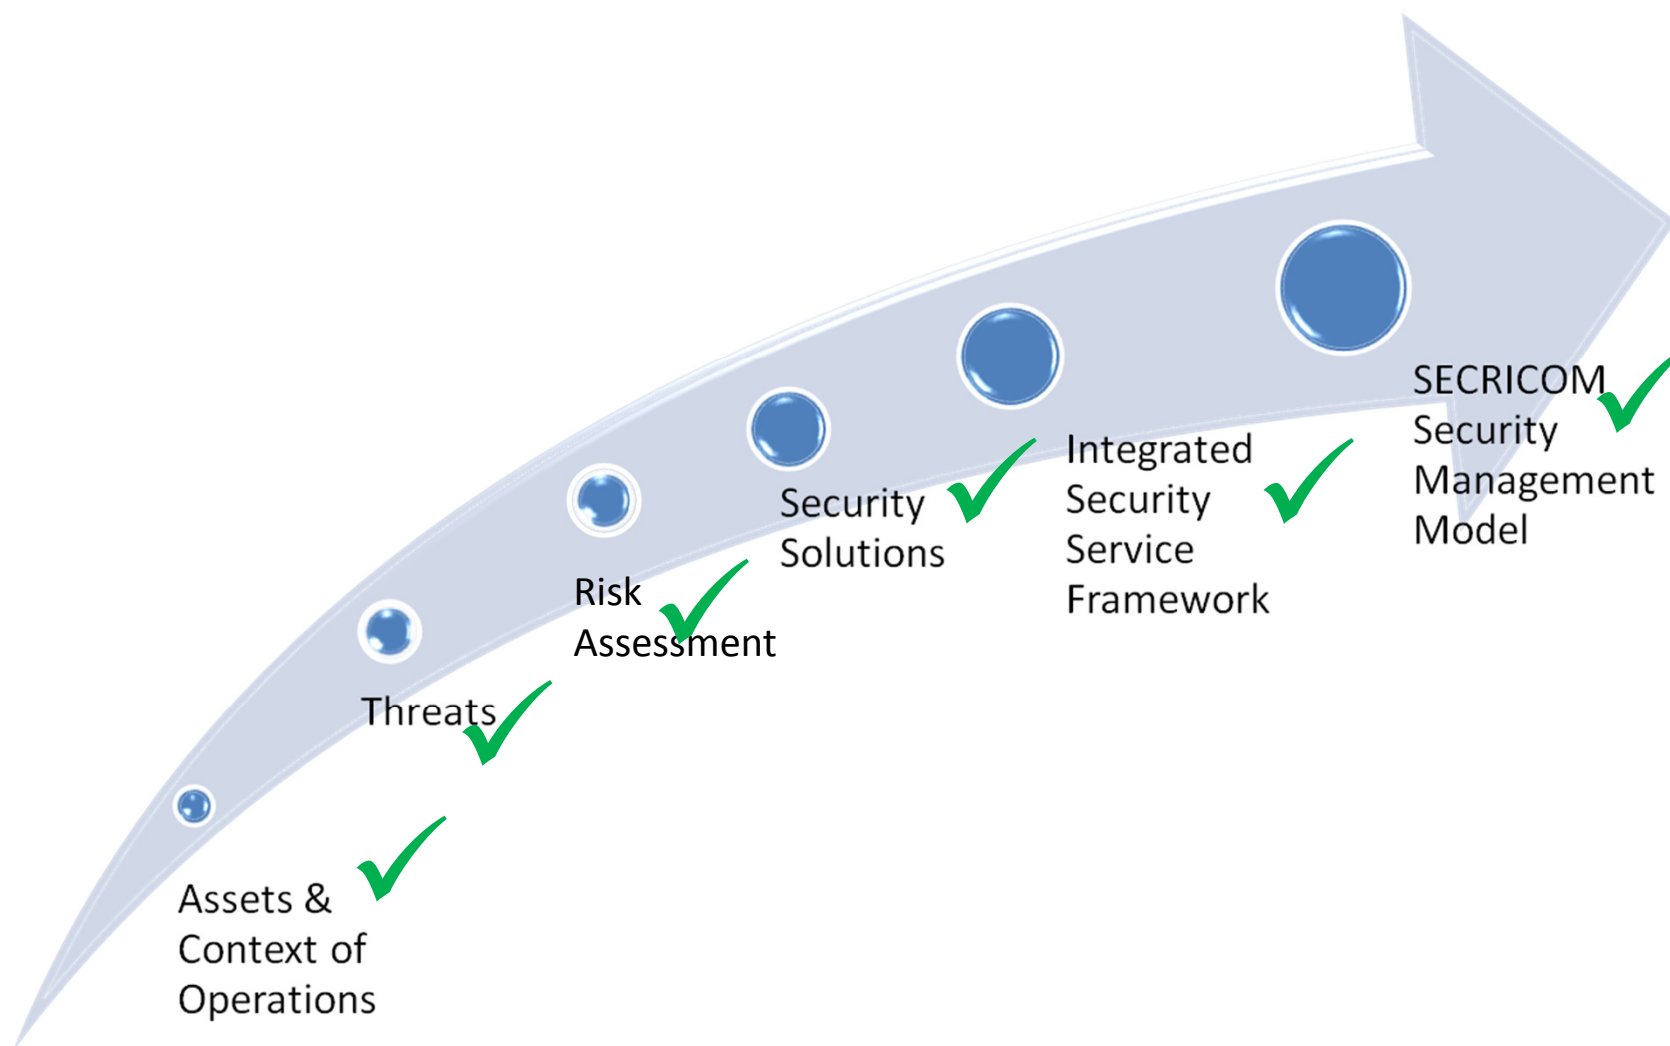 Assets &
Context of
Operations
Threats
Risk
Assessment
Security
Solutions
Integrated
Security
Service
Framework
SECRICOM
Security
Management
Model